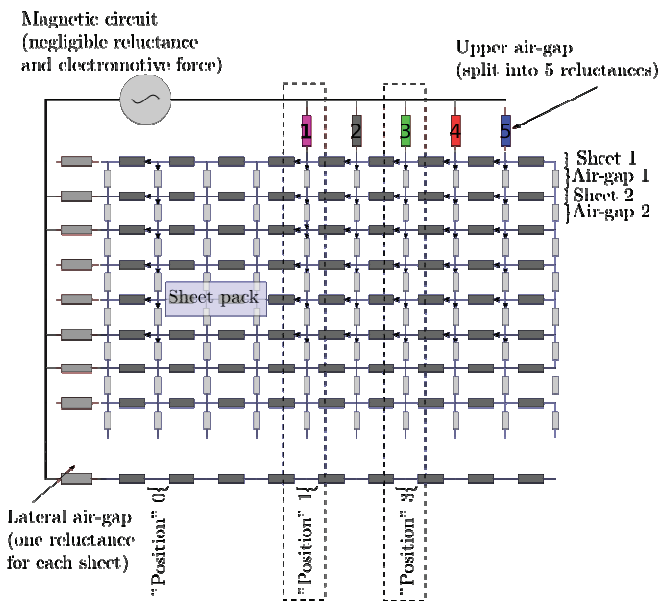 Magnetic circuit
(negligible reluctance
and electromotive force)
Upper air-gap
(split into 5 reluctances)
1
2
3
4
5
} Sheet 1
}Air-gap 1
}Sheet 2
}Air-gap 2
Sheet pack
Lateral air-gap
(one reluctance
for each sheet)
"Position" 0{
"Position" 1{
"Position" 3{